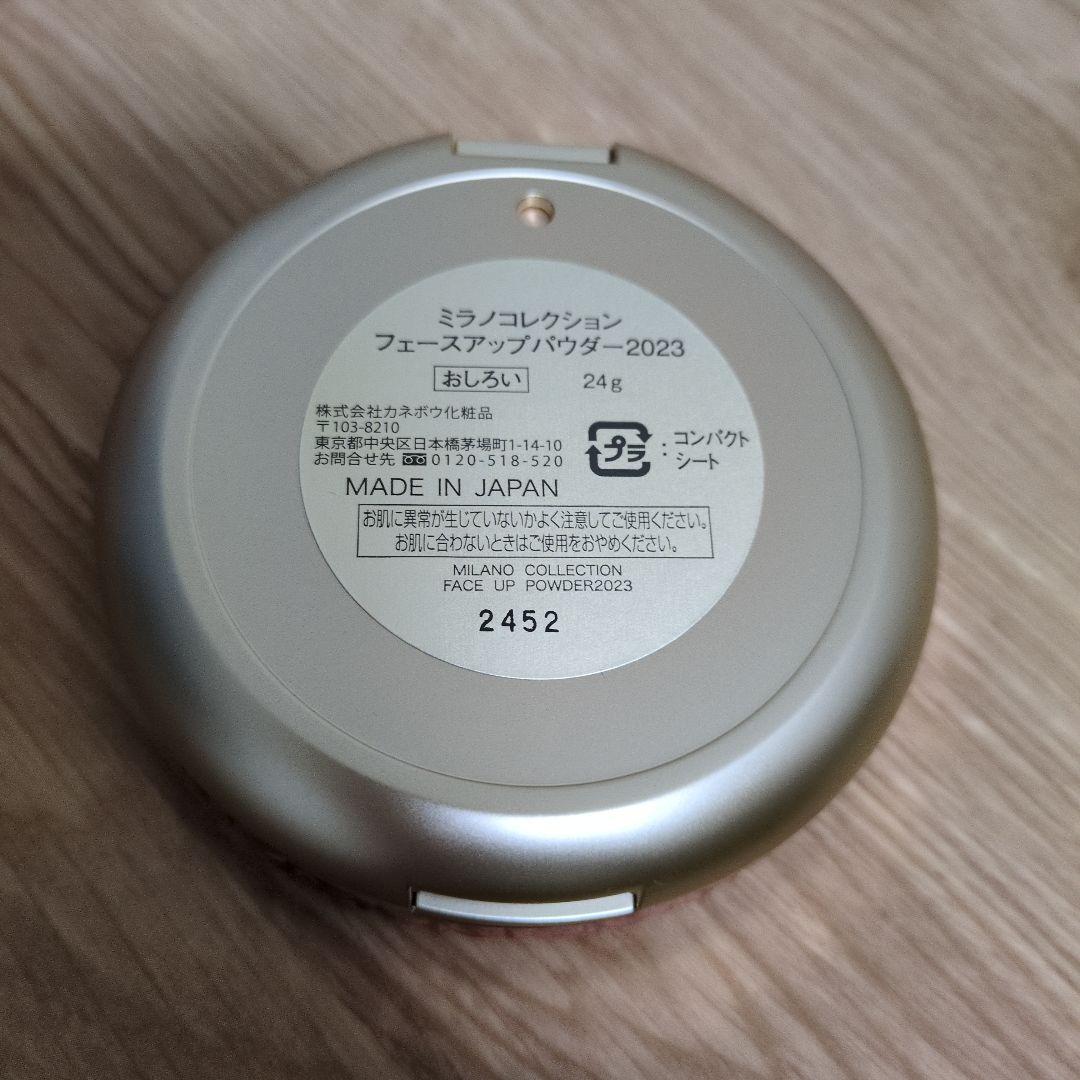 ミラノコレクション
フェースアップパウダー2023
おしろい 24g
株式会社カネボウ化粧品
〒103-8210
東京都中央区日本橋茅場町1-14-10
お問合せ先 0120-518-520
プラ : コンパクト
: シート
MADE IN JAPAN
お肌に異常が生じていないかよく注意してご使用ください。
お肌に合わないときはご使用をおやめください。
MILANO COLLECTION
FACE UP POWDER2023
2452